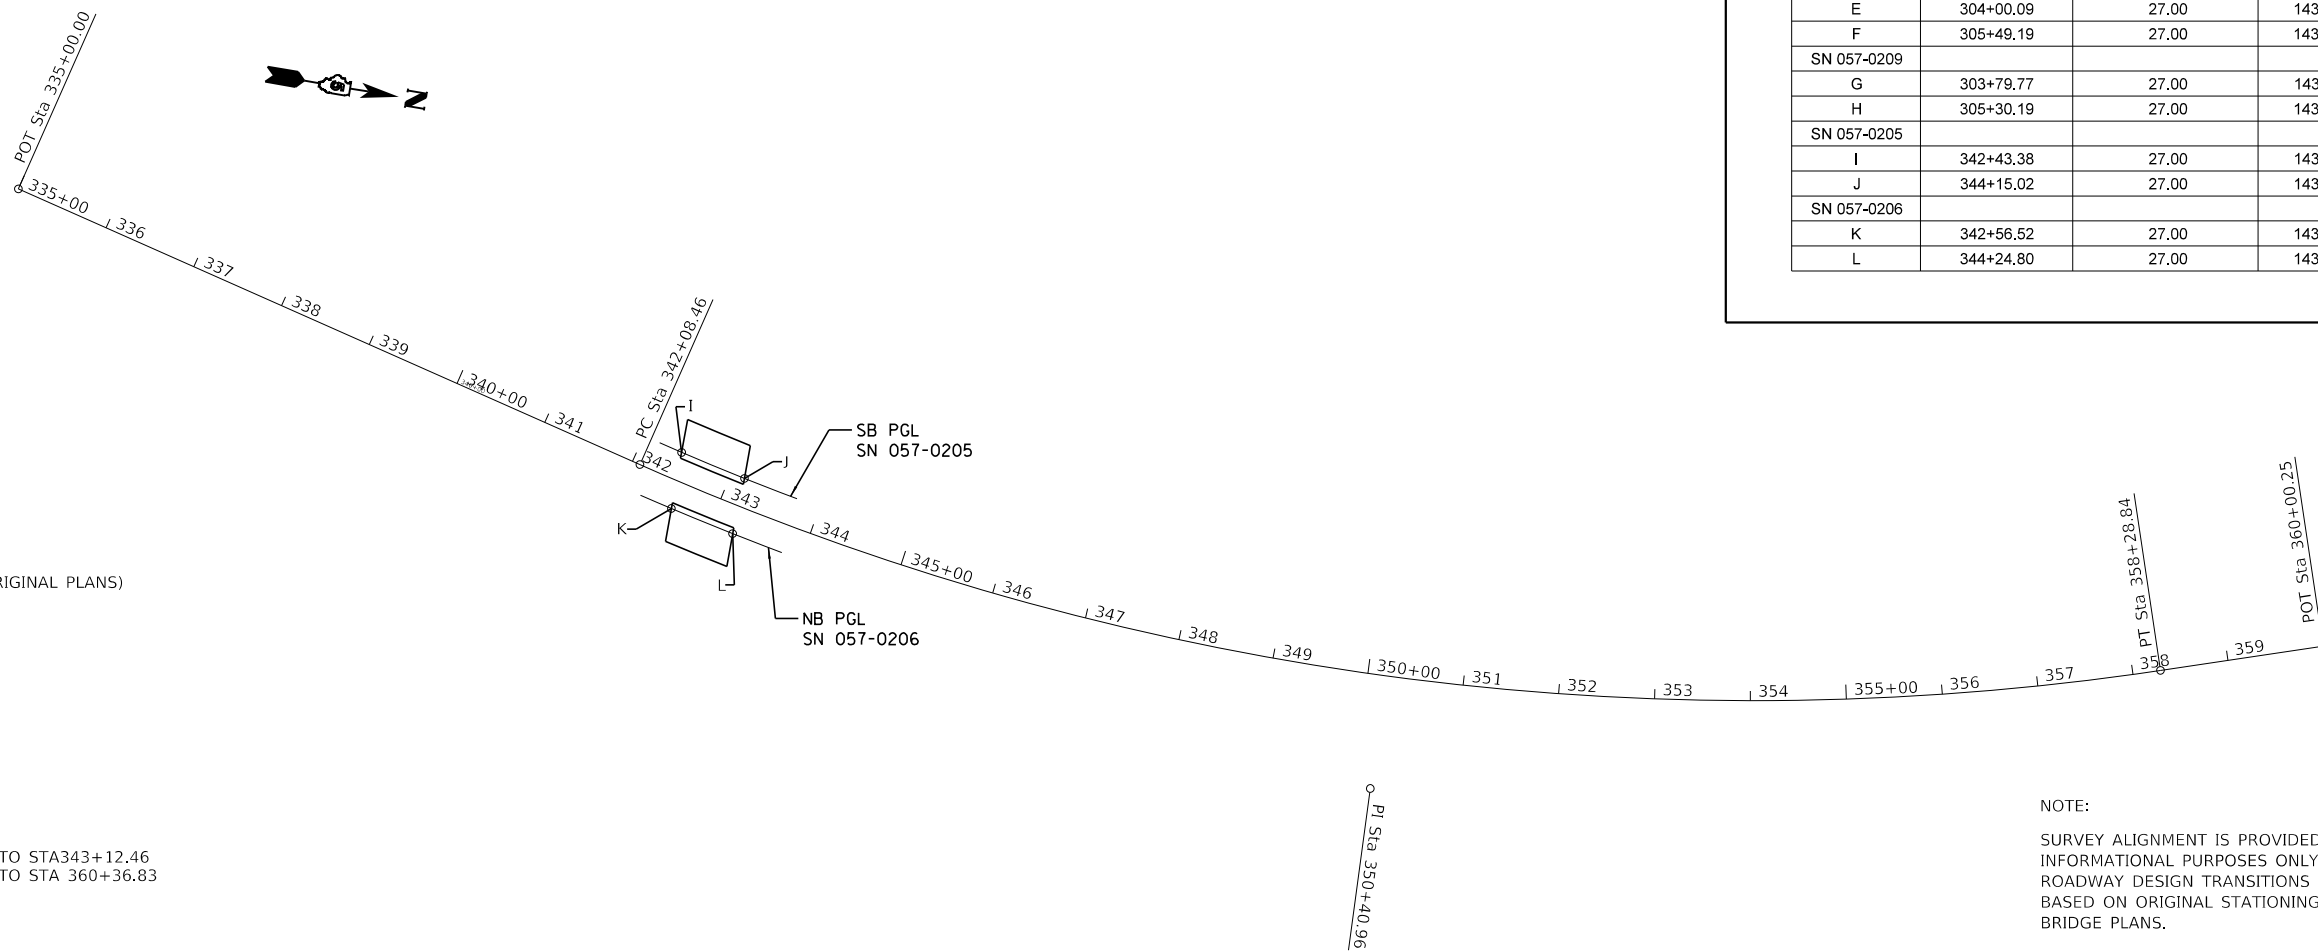 E 304+00.09 27.00 143
F 305+49.19 27.00 143
SN 057-0209
G 303+79.77 27.00 143
H 305+30.19 27.00 143
SN 057-0205
I 342+43.38 27.00 143
J 344+15.02 27.00 143
SN 057-0206
K 342+56.52 27.00 143
L 344+24.80 27.00 143
POT Sta 335+00.00
N
335+00
336
337
338
339
340+00
341
PC Sta 342+08.46
342
343
344
345+00
346
347
348
349
350+00
351
352
353
354
355+00
356
357
358
359
PT Sta 358+28.84
POT Sta 360+00.25
I
J
SB PGL
SN 057-0205
K
L
NB PGL
SN 057-0206
RIGINAL PLANS)
PI Sta 350+40.96
TO STA343+12.46
TO STA 360+36.83
NOTE:
SURVEY ALIGNMENT IS PROVIDED
INFORMATIONAL PURPOSES ONLY
ROADWAY DESIGN TRANSITIONS
BASED ON ORIGINAL STATIONING
BRIDGE PLANS.